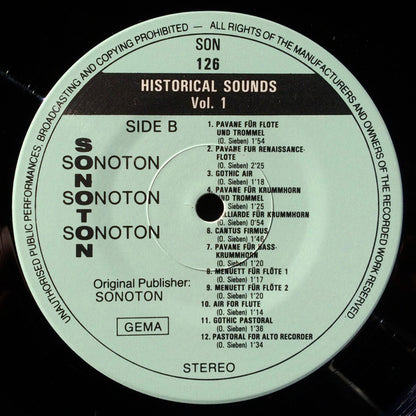 UNAUTHORISED PUBLIC PERFORMANCES, BROADCASTING AND COPYING PROHIBITED — ALL RIGHTS OF THE MANUFACTURERS AND OWNERS OF THE RECORDED WORK RESERVED
SON
126
HISTORICAL SOUNDS
Vol. 1
SIDE B
SONOTON
SONOTON
SONOTON
SONOTON
Original Publisher:
SONOTON
GEMA
1. PAVANE FÜR FLÖTE
UND TROMMEL
(O. Sieben) 1'54
2. PAVANE FÜR RENAISSANCE-
FLÖTE
(O. Sieben) 2'25
3. GOTHIC AIR
(O. Sieben) 1'18
4. PAVANE FÜR KRUMMHORN
UND TROMMEL
(O. Sieben) 1'25
LLIARDE FÜR KRUMMHORN
(O. Sieben) 0'54
6. CANTUS FIRMUS
(O. Sieben) 1'46
7. PAVANE FÜR BASS-
KRUMMHORN
(O. Sieben) 1'20
8. MENUETT FÜR FLÖTE 1
(O. Sieben) 1'17
9. MENUETT FÜR FLÖTE 2
(O. Sieben) 1'20
10. AIR FOR FLUTE
(O. Sieben) 1'14
11. GOTHIC PASTORAL
(O. Sieben) 1'36
12. PASTORAL FOR ALTO RECORDER
(O. Sieben) 1'34
STEREO